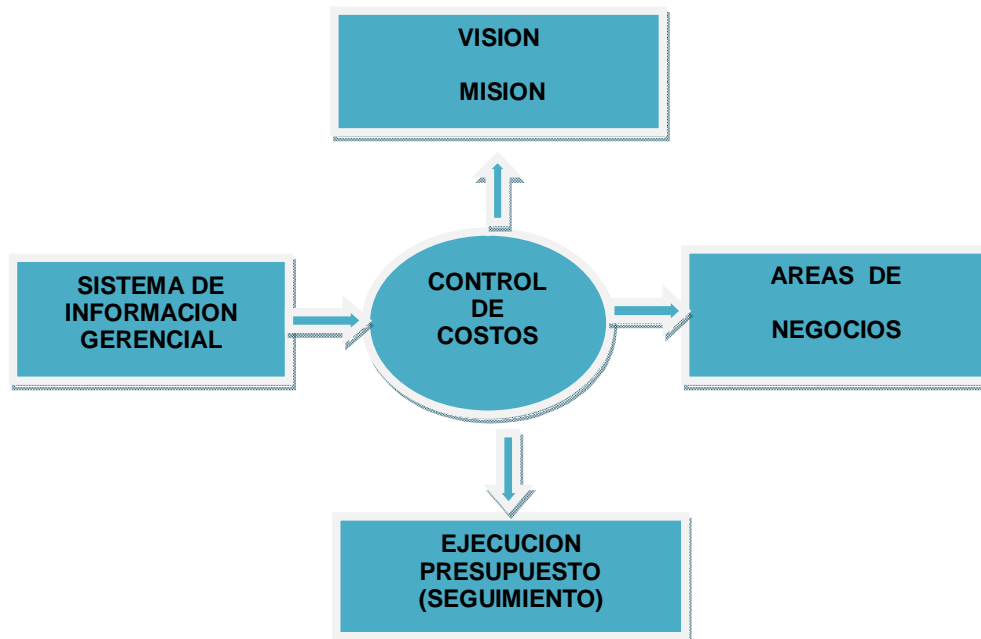 VISION
MISION
SISTEMA DE
INFORMACION
GERENCIAL
CONTROL
DE
COSTOS
AREAS DE
NEGOCIOS
EJECUCION
PRESUPUESTO
(SEGUIMIENTO)